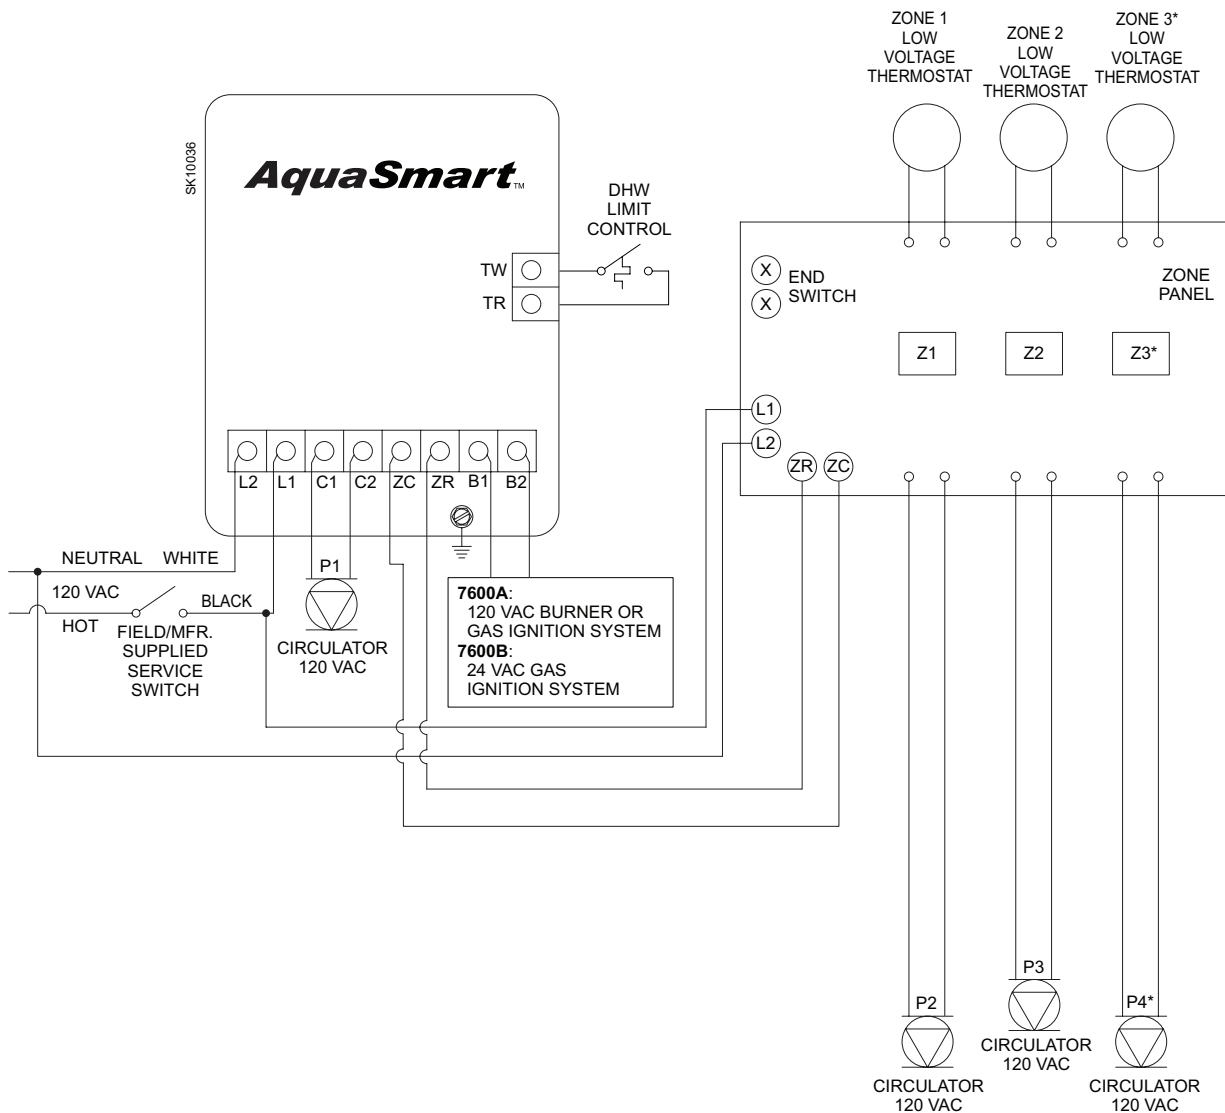 ZONE 1
LOW
VOLTAGE
THERMOSTAT
ZONE 2
LOW
VOLTAGE
THERMOSTAT
ZONE 3*
LOW
VOLTAGE
THERMOSTAT
SK10036
AquaSmart™
DHW
LIMIT
CONTROL
TW
TR
X
X
END
SWITCH
ZONE
PANEL
Z1
Z2
Z3*
L1
L2
ZR
ZC
L2
L1
C1
C2
ZC
ZR
B1
B2
NEUTRAL WHITE
120 VAC
HOT
BLACK
FIELD/MFR.
SUPPLIED
SERVICE
SWITCH
P1
CIRCULATOR
120 VAC
7600A:
120 VAC BURNER OR
GAS IGNITION SYSTEM
7600B:
24 VAC GAS
IGNITION SYSTEM
P2
CIRCULATOR
120 VAC
P3
CIRCULATOR
120 VAC
P4*
CIRCULATOR
120 VAC